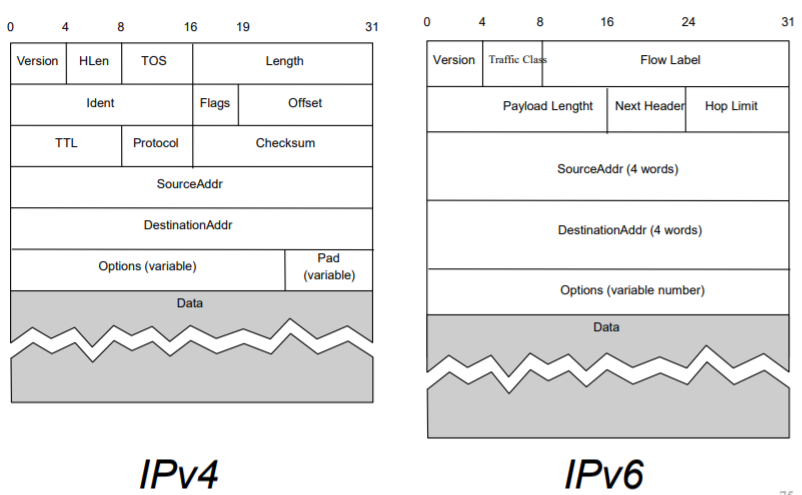 0 4 8 16 19 31
Version HLen TOS Length
Ident Flags Offset
TTL Protocol Checksum
SourceAddr
DestinationAddr
Options (variable) Pad
(variable)
Data
IPv4
0 4 8 16 24 31
Version Traffic Class Flow Label
Payload Lengtht Next Header Hop Limit
SourceAddr (4 words)
DestinationAddr (4 words)
Options (variable number)
Data
IPv6